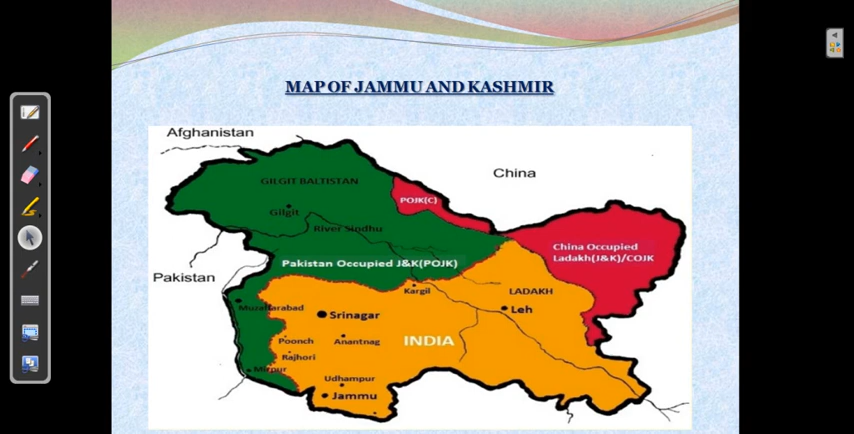 MAP OF JAMMU AND KASHMIR
Afghanistan
China
GILGIT BALTISTAN
POJK(C)
Gilgit
River Sindhu
China Occupied
Ladakh(J&K)/COJK
Pakistan Occupied J&K(POJK)
Pakistan
Kargil
LADAKH
Muzaffarabad
Srinagar
Leh
Poonch
Anantnag
INDIA
Rajhori
Mirpur
Udhampur
Jammu